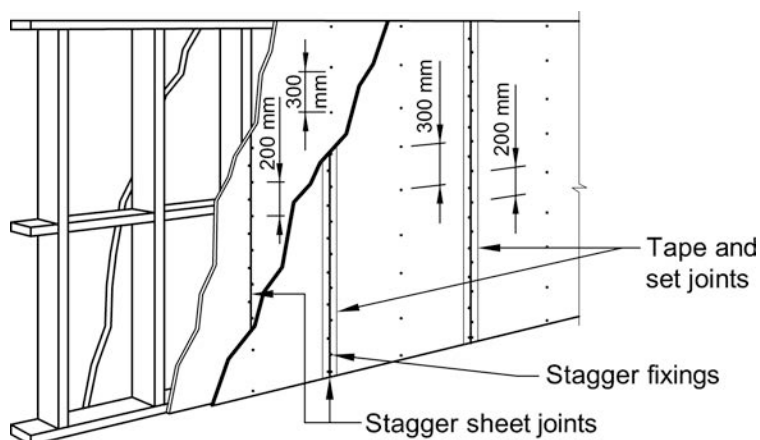 300
mm
200 mm
300 mm
200 mm
Tape and
set joints
Stagger fixings
Stagger sheet joints